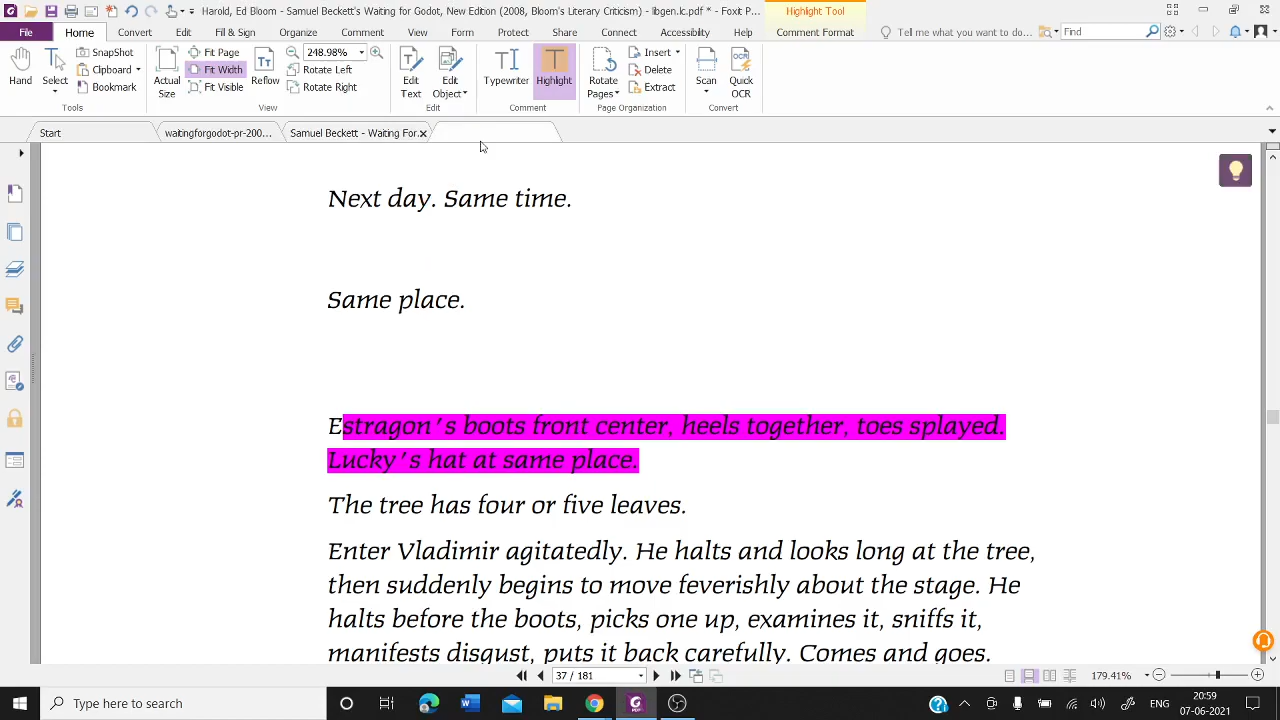 Harold, Ed Bloom - Samuel Beckett's Waiting for Godot, New Edition (2008, Bloom's Literary Criticism) - libgen.lc.pdf * - Foxit R...
Highlight Tool
File Home Convert Edit Fill & Sign Organize Comment View Form Protect Share Connect Accessibility Help Comment Format
Tell me what you want to do... Find
Hand
Select
SnapShot
Clipboard
Bookmark
Tools
Actual
Size
Fit Page
Fit Width
Fit Visible
Reflow
248.98%
Rotate Left
Rotate Right
View
Edit
Text
Edit
Object
Edit
Typewriter
Highlight
Comment
Rotate
Pages
Insert
Delete
Extract
Page Organization
Scan
Quick
OCR
Convert
Start waitingforgodot-pr-200... Samuel Beckett - Waiting For...
Next day. Same time.
Same place.
Estragon's boots front center, heels together, toes splayed.
Lucky's hat at same place.
The tree has four or five leaves.
Enter Vladimir agitatedly. He halts and looks long at the tree,
then suddenly begins to move feverishly about the stage. He
halts before the boots, picks one up, examines it, sniffs it,
manifests disgust, puts it back carefully. Comes and goes.
37 / 181
179.41%
Type here to search
ENG
20:59
07-06-2021